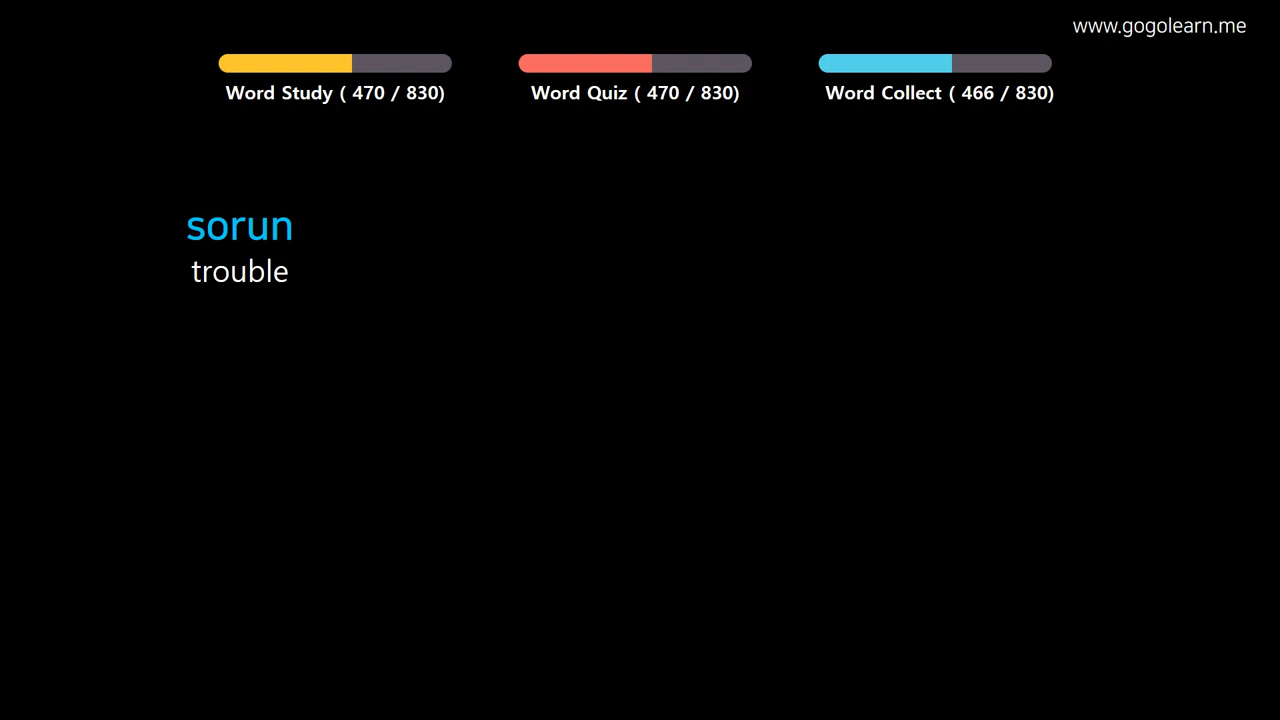 www.gogolearn.me
Word Study ( 470 / 830)
Word Quiz ( 470 / 830)
Word Collect ( 466 / 830)
sorun
trouble